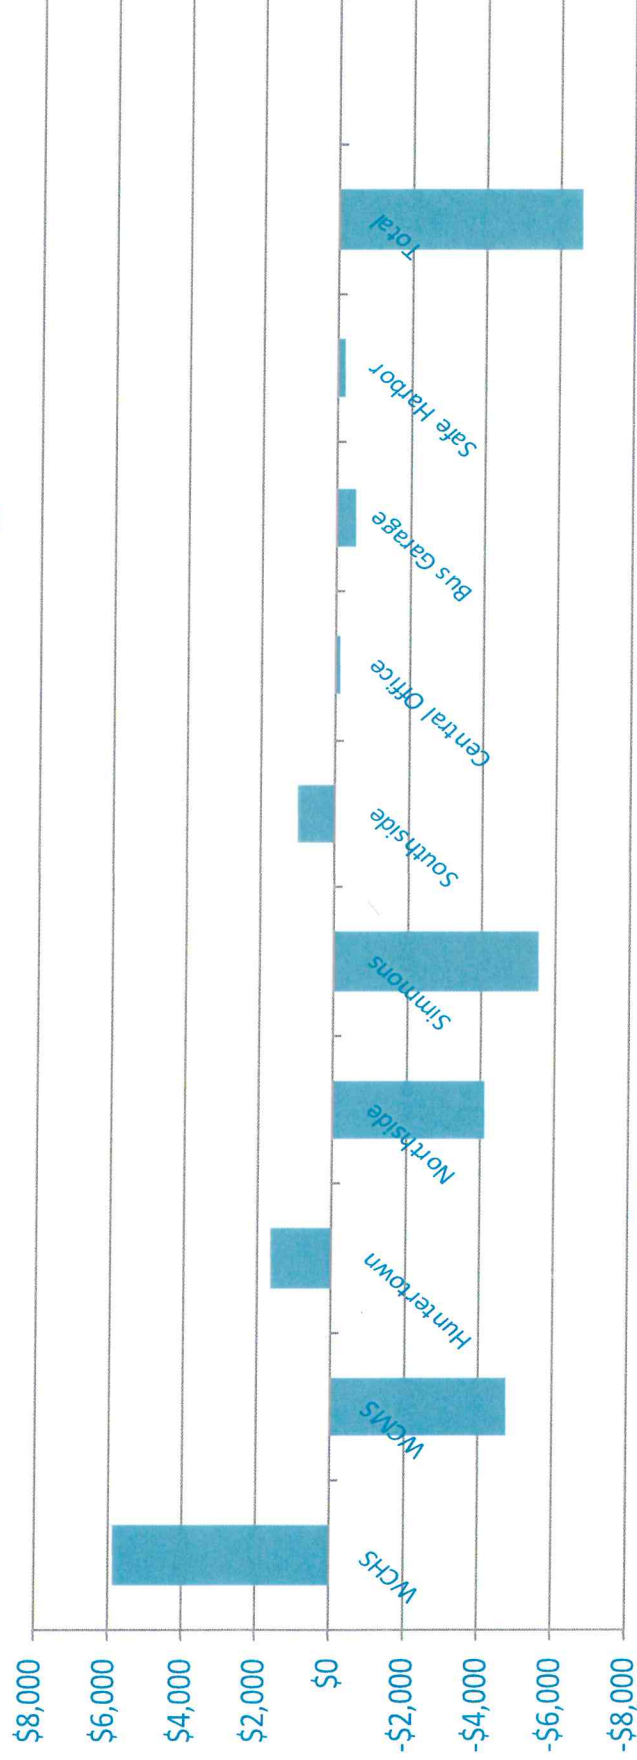 $8,000
$6,000
$4,000
$2,000
$0
-$2,000
-$4,000
-$6,000
-$8,000
WCHS
WCMS
Huntertown
Northside
Simmons
Southside
Central Office
Bus Garage
Safe Harbor
Total